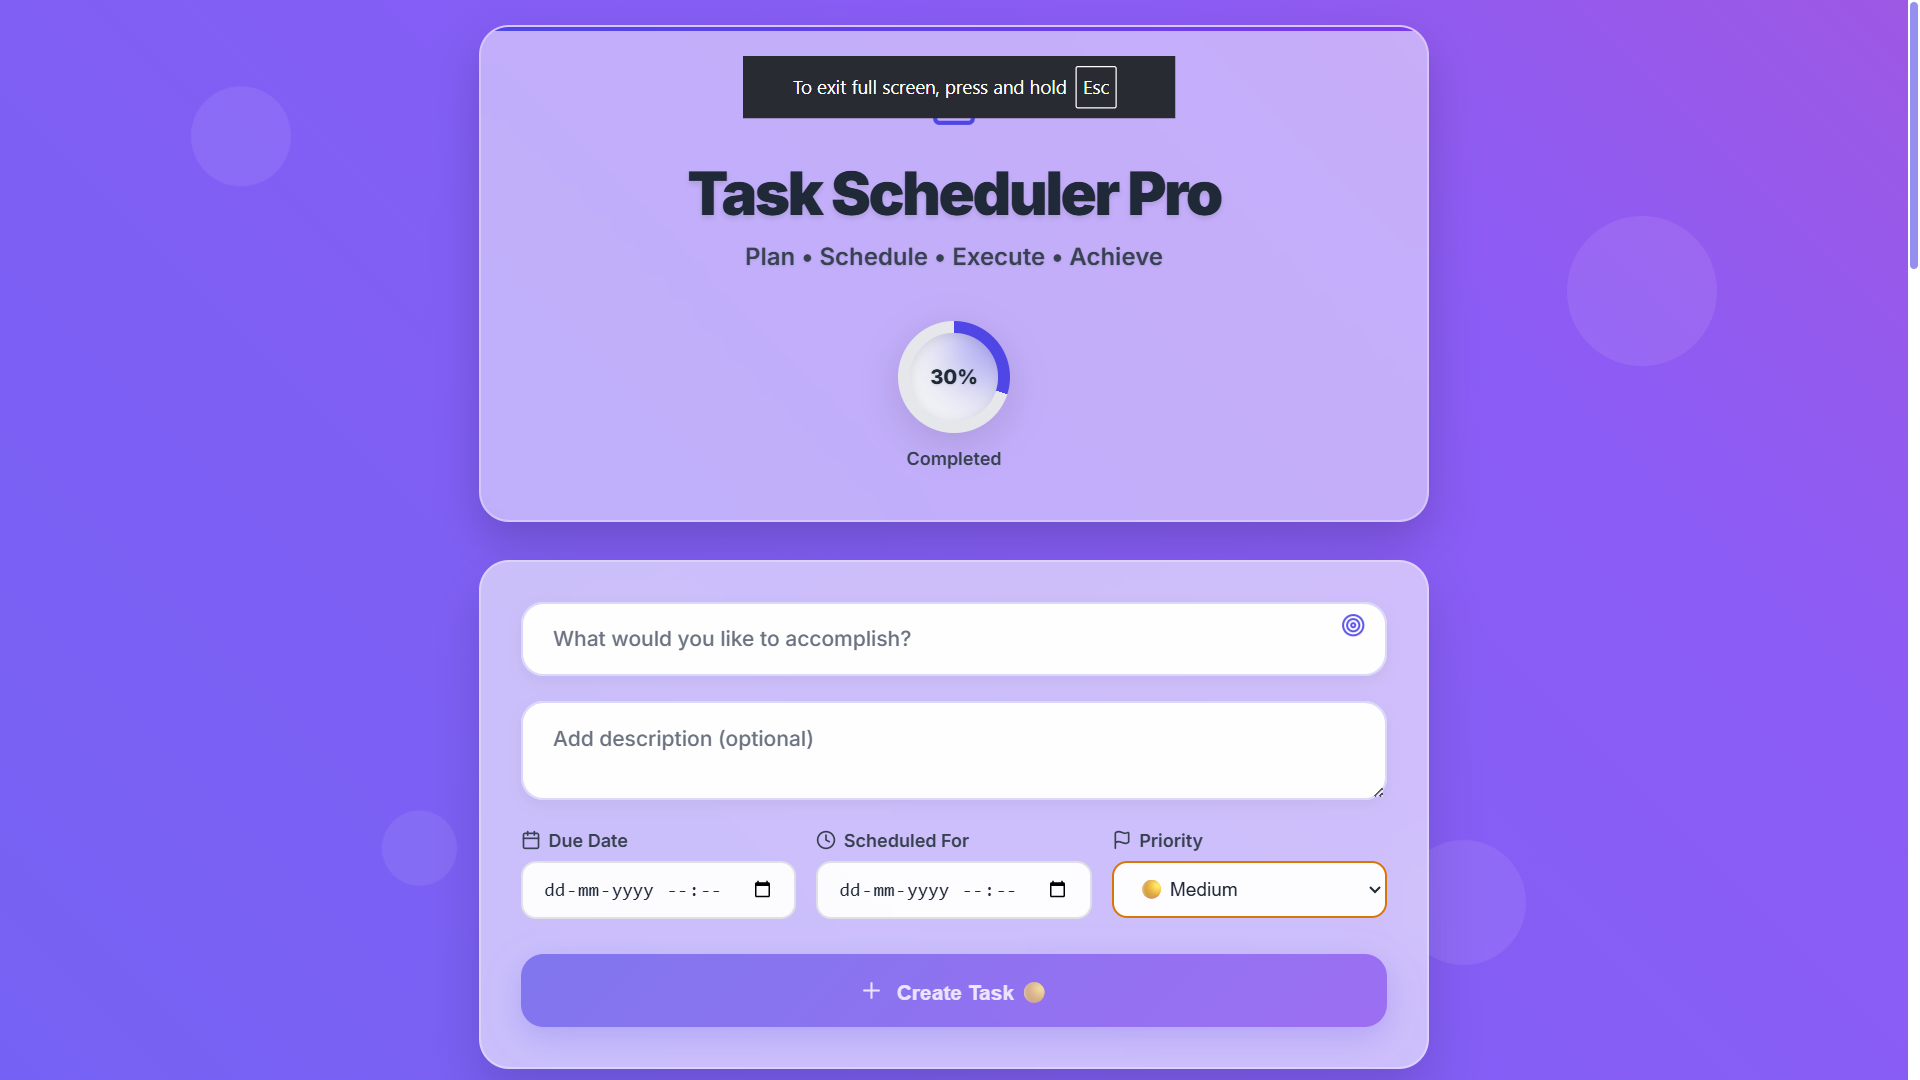 To exit full screen, press and hold Esc
Task Scheduler Pro
Plan • Schedule • Execute • Achieve
30%
Completed
What would you like to accomplish?
Add description (optional)
Due Date
Scheduled For
Priority
dd-mm-yyyy --:--
dd-mm-yyyy --:--
Medium
Create Task